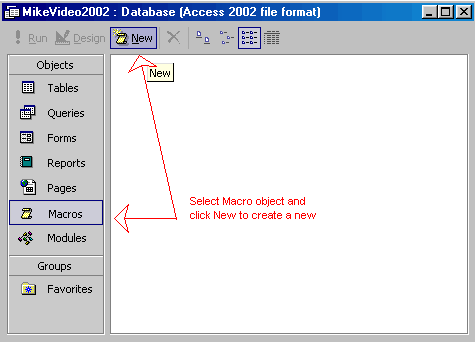 MikeVideo2002 : Database (Access 2002 file format)
Run Design New
Objects
Tables
Queries
Forms
Reports
Pages
Macros
Modules
Groups
Favorites
New
Select Macro object and
click New to create a new